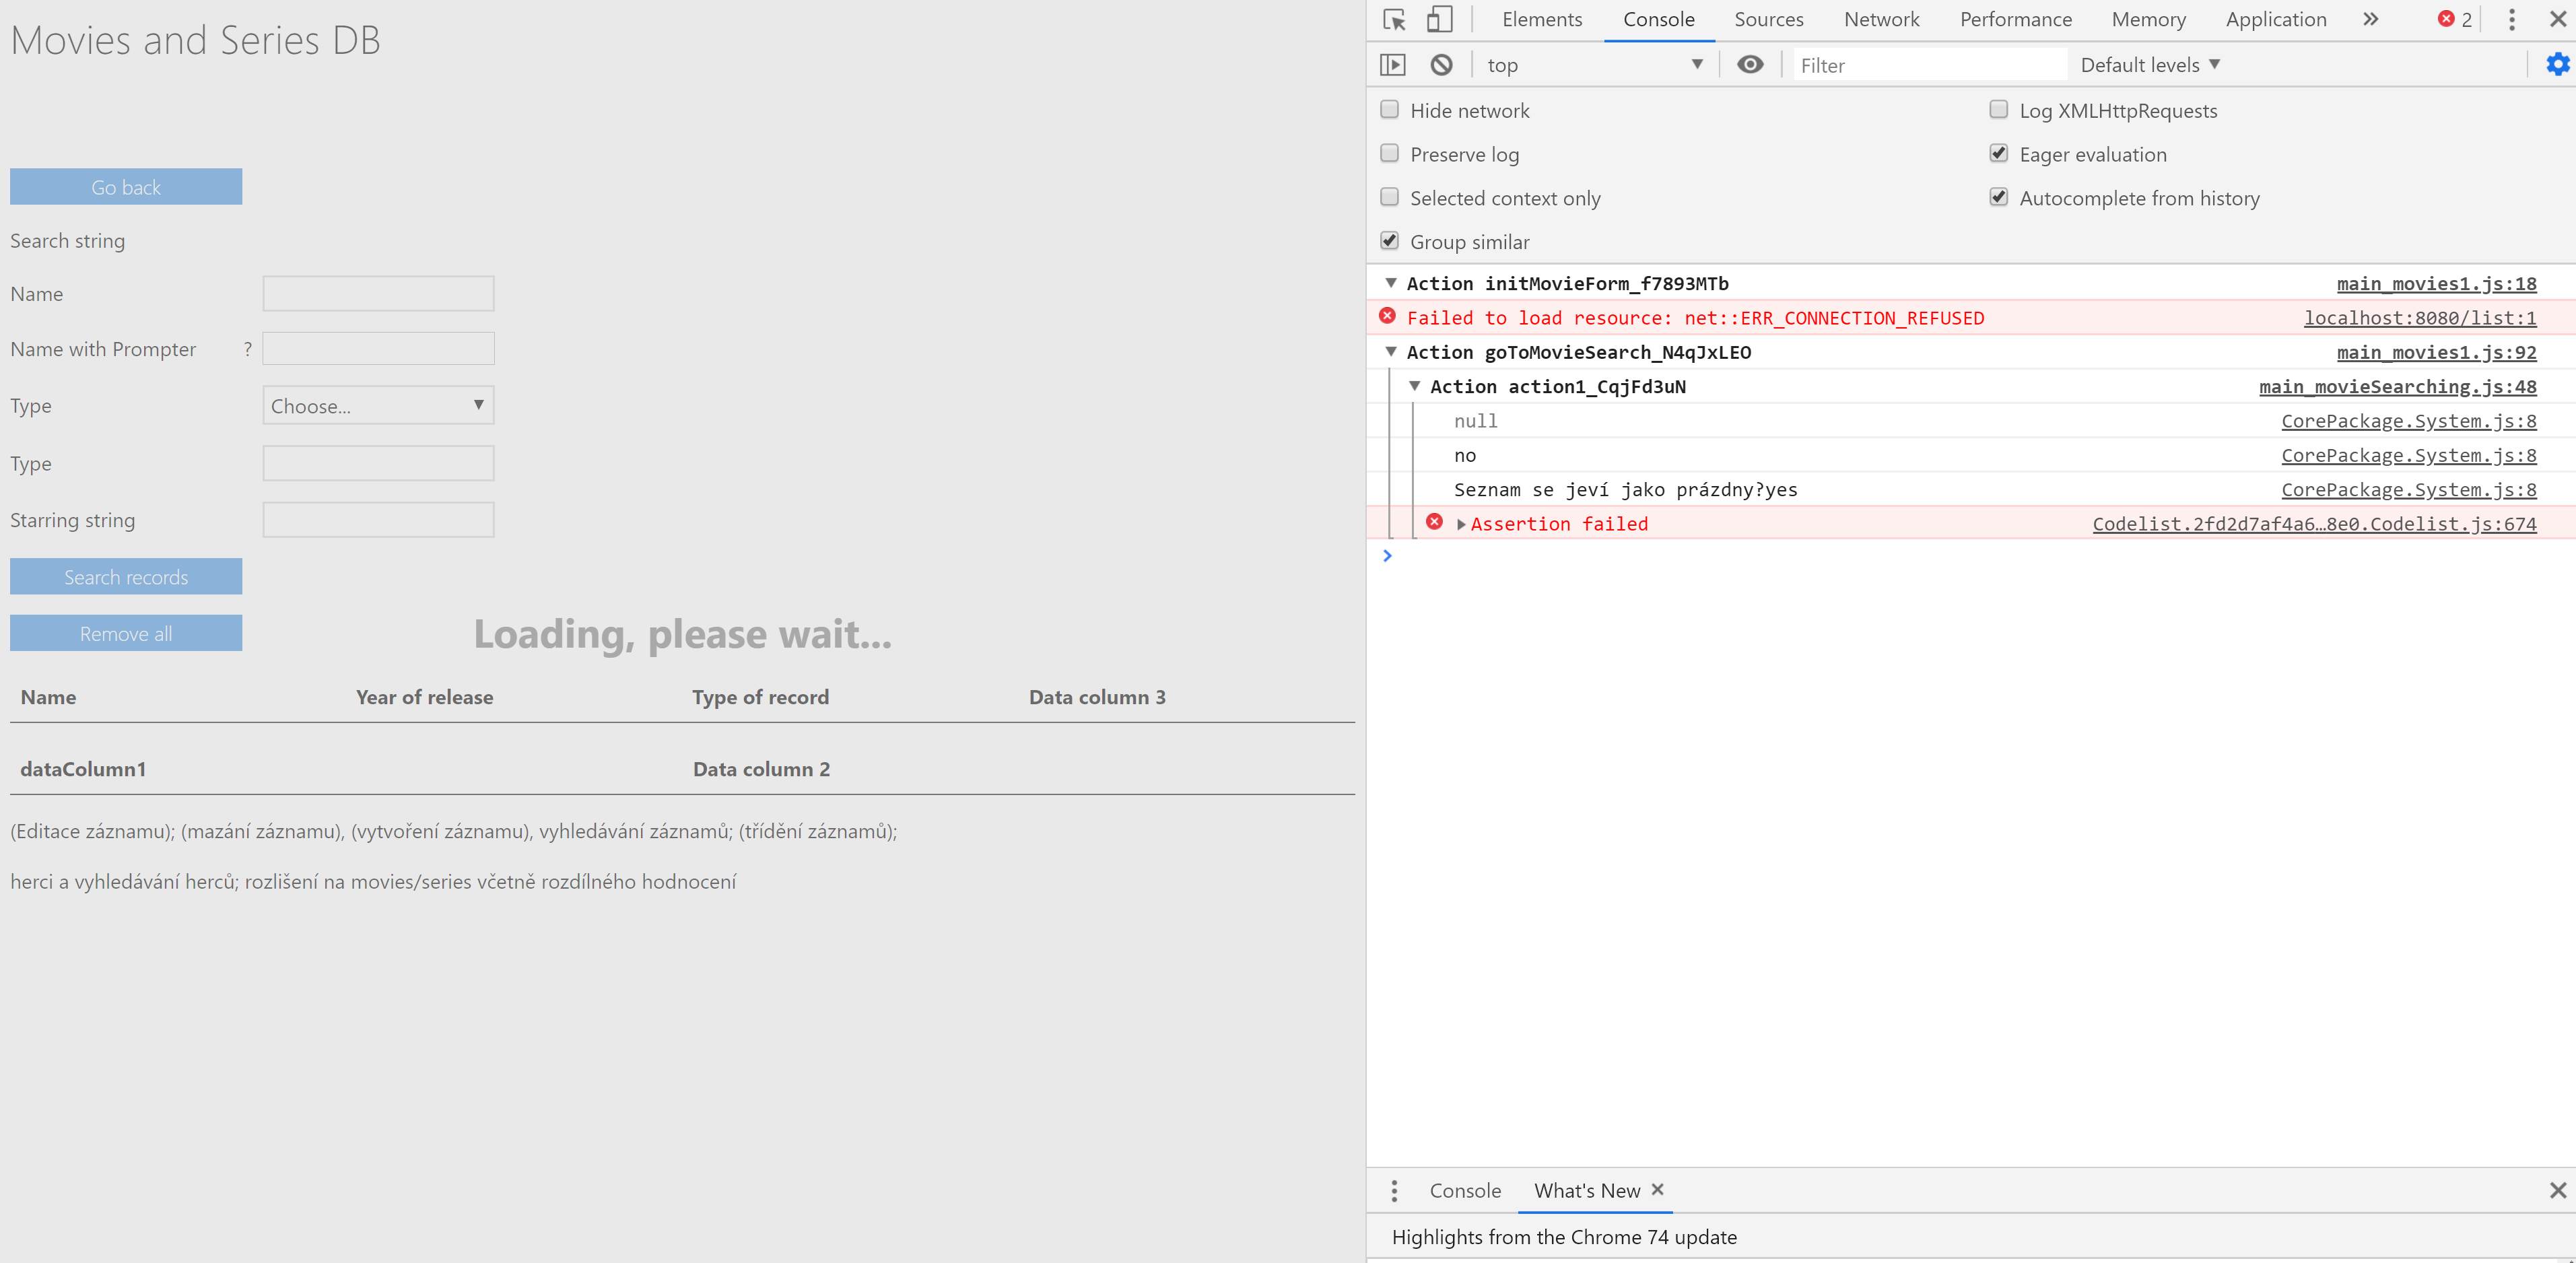 Movies and Series DB
Go back
Search string
Name
Name with Prompter ?
Type Choose...
Type
Starring string
Search records
Remove all
Loading, please wait...
Name Year of release Type of record Data column 3
dataColumn1 Data column 2
(Editace záznamu); (mazání záznamu), (vytvoření záznamu), vyhledávání záznamů; (třídění záznamů);
herci a vyhledávání herců; rozlišení na movies/series včetně rozdílného hodnocení
Elements Console Sources Network Performance Memory Application 2
top Filter Default levels
Hide network Log XMLHttpRequests
Preserve log Eager evaluation
Selected context only Autocomplete from history
Group similar
Action initMovieForm_f7893MTb main_movies1.js:18
Failed to load resource: net::ERR_CONNECTION_REFUSED localhost:8080/list:1
Action goToMovieSearch_N4qJxLEO main_movies1.js:92
Action action1_CqjFd3uN main_movieSearching.js:48
null CorePackage.System.js:8
no CorePackage.System.js:8
Seznam se jeví jako prázdny?yes CorePackage.System.js:8
Assertion failed Codelist.2fd2d7af4a6…8e0.Codelist.js:674
Console What's New
Highlights from the Chrome 74 update